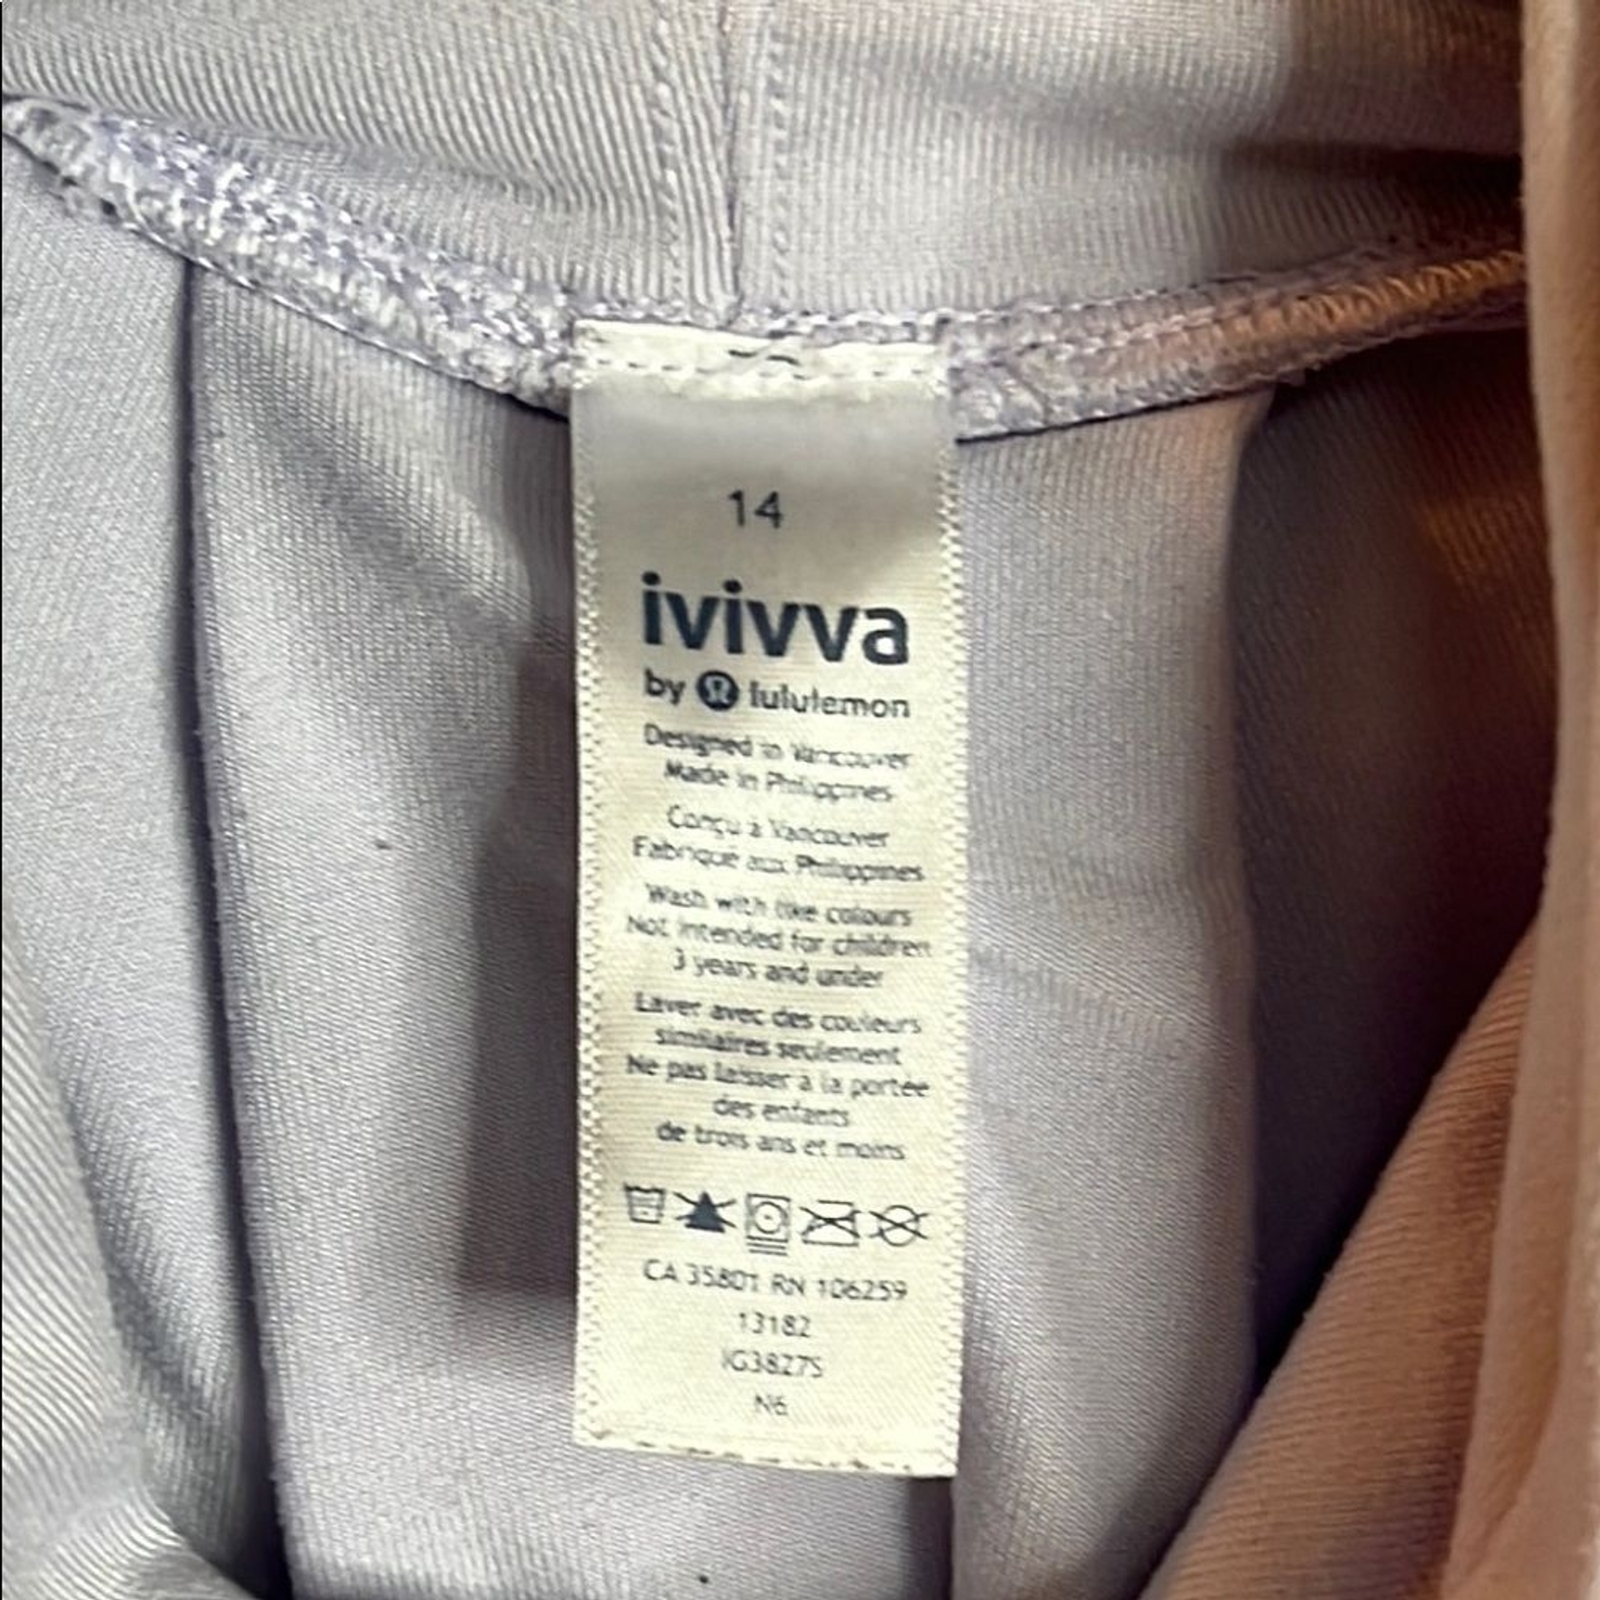 14
ivivva
by lululemon
Designed in Vancouver
Made in Philippines
Conçu à Vancouver
Fabriqué aux Philippines
Wash with like colours
Not intended for children
3 years and under
Laver avec des couleurs
similaires seulement
Ne pas laisser à la portée
des enfants
de trois ans et moins
CA 35801 RN 106259
13182
IG3827S
N6